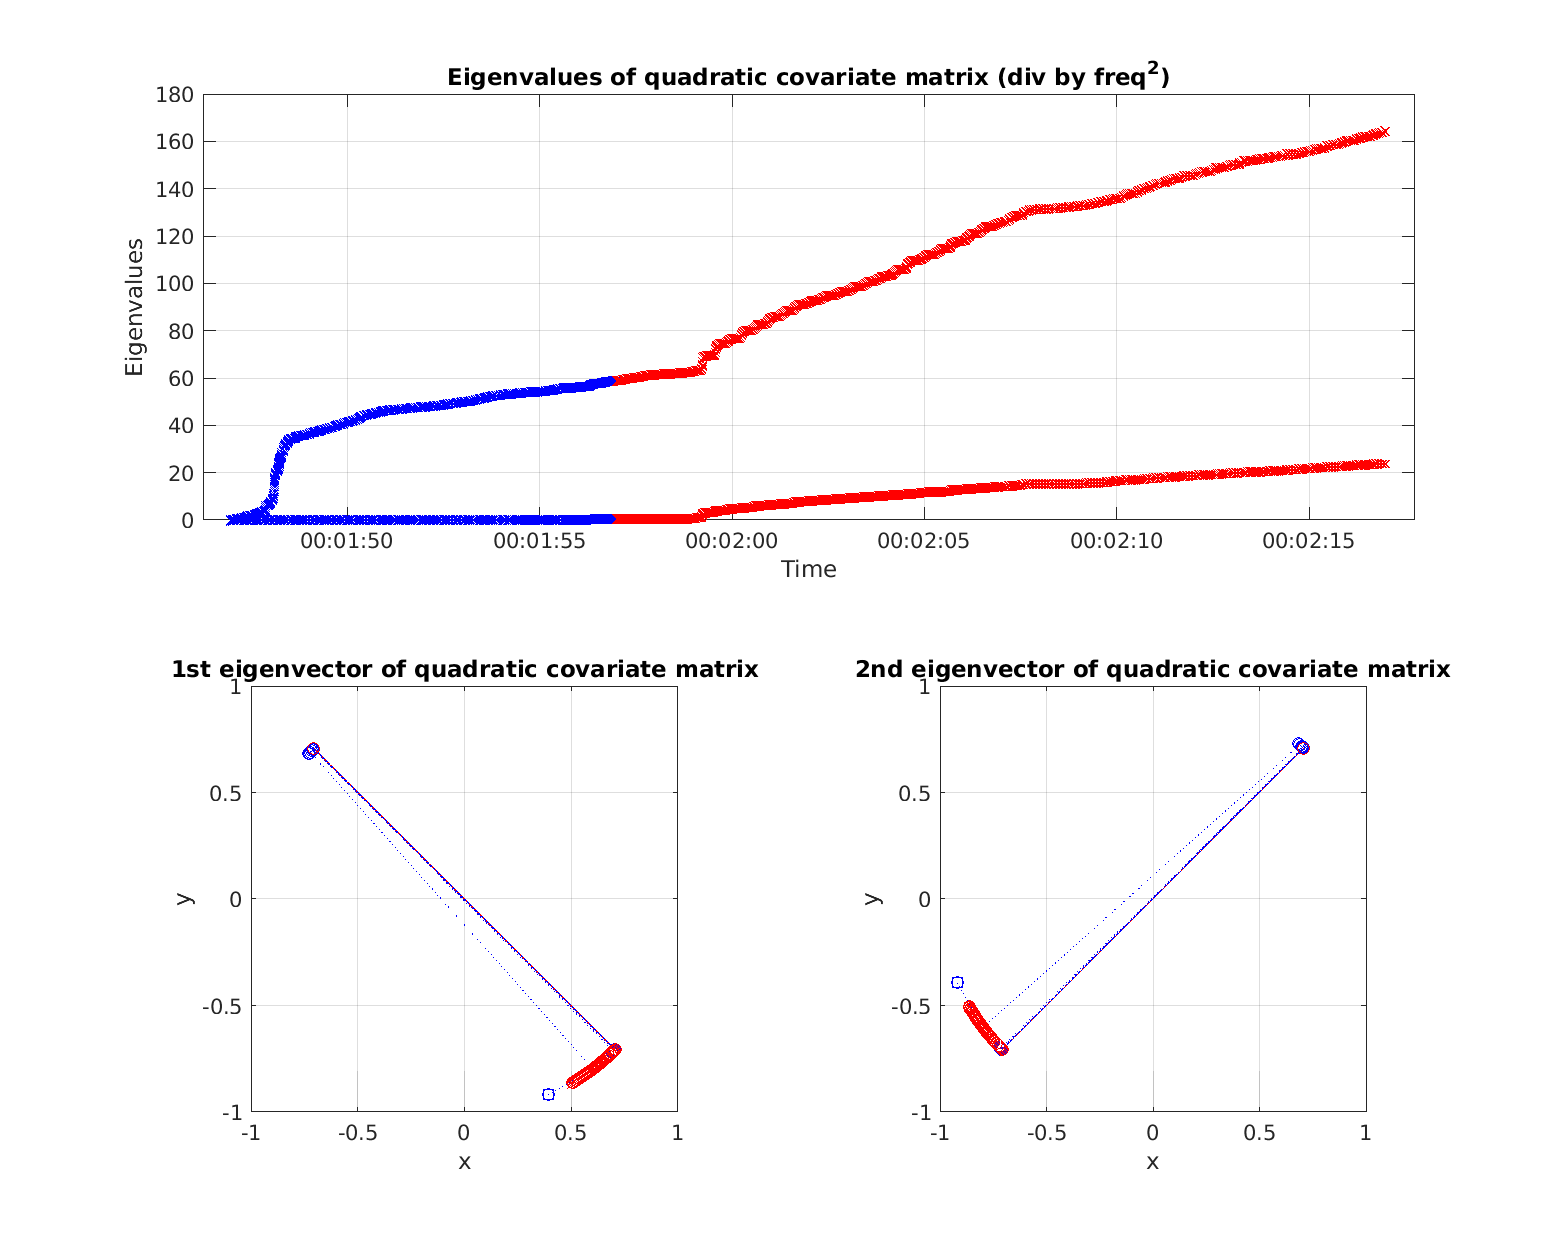 Eigenvalues of quadratic covariate matrix (div by freq²)
180
160
140
120
100
80
60
40
20
0
Eigenvalues
00:01:50 00:01:55 00:02:00 00:02:05 00:02:10 00:02:15
Time
1st eigenvector of quadratic covariate matrix
1
0.5
0
-0.5
-1
y
-1 -0.5 0 0.5 1
x
2nd eigenvector of quadratic covariate matrix
1
0.5
0
-0.5
-1
y
-1 -0.5 0 0.5 1
x